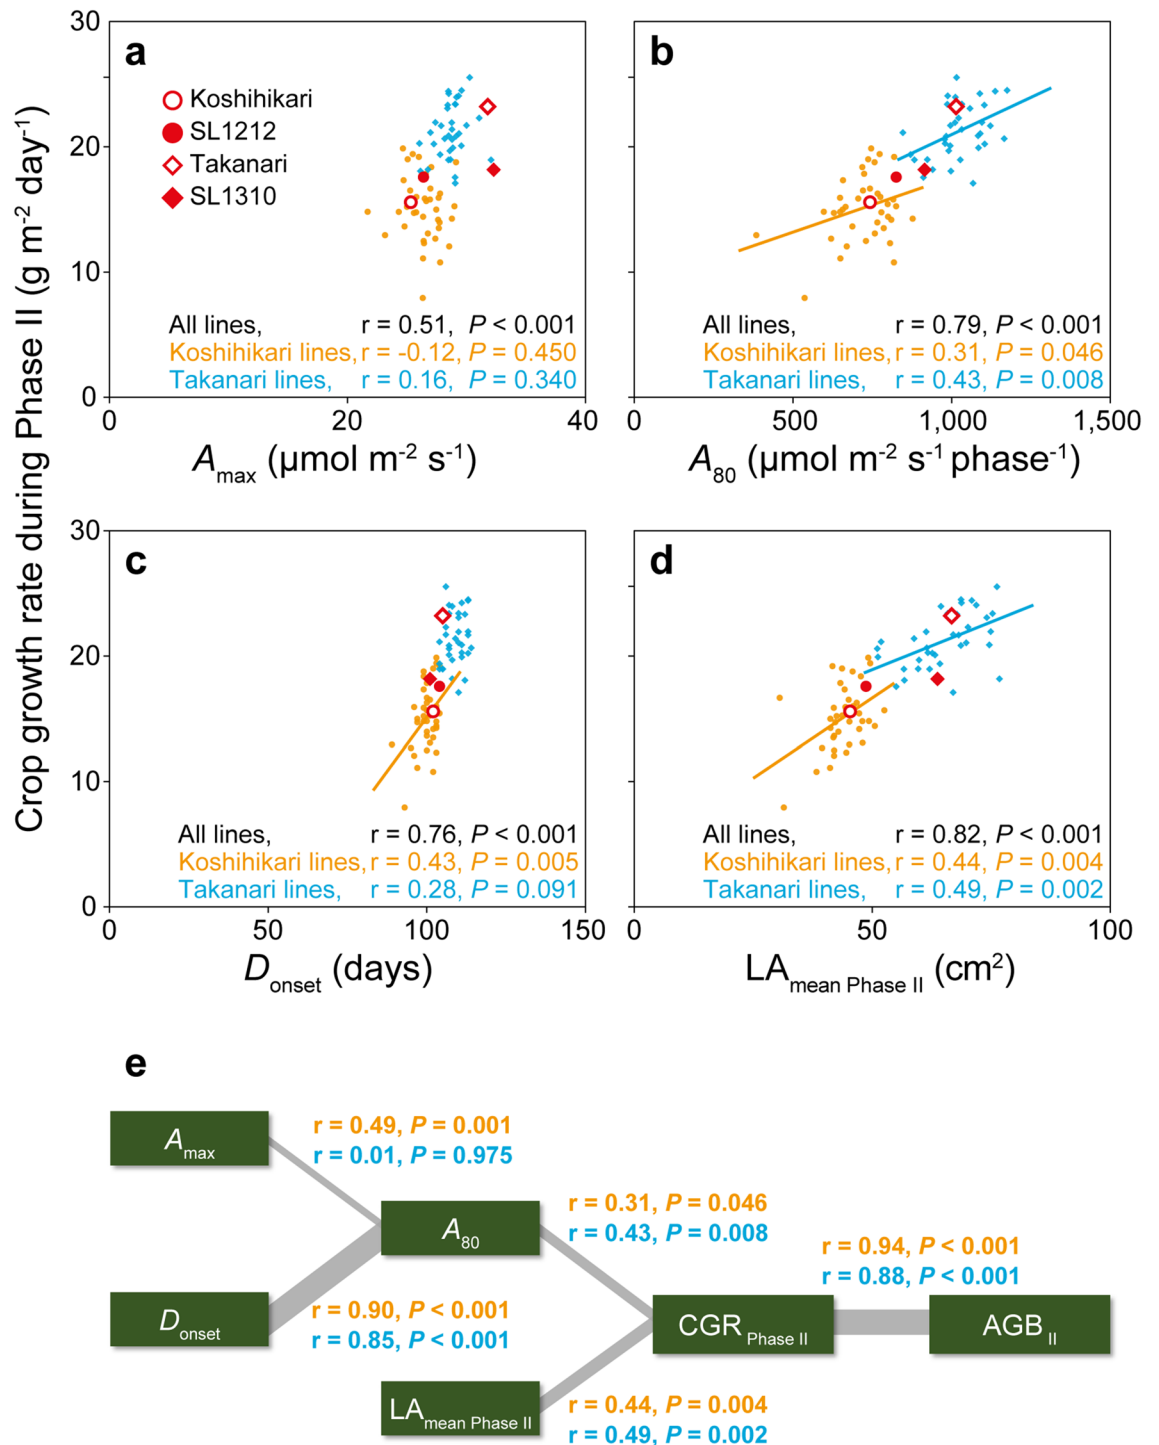 Crop growth rate during Phase II (g m-2 day-1)
a
Koshihikari
SL1212
Takanari
SL1310
30
20
10
0
All lines, r = 0.51, P < 0.001
Koshihikari lines, r = -0.12, P = 0.450
Takanari lines, r = 0.16, P = 0.340
0 20 40
Amax (µmol m-2 s-1)
b
All lines, r = 0.79, P < 0.001
Koshihikari lines, r = 0.31, P = 0.046
Takanari lines, r = 0.43, P = 0.008
0 500 1,000 1,500
A80 (µmol m-2 s-1 phase-1)
c
30
20
10
0
All lines, r = 0.76, P < 0.001
Koshihikari lines, r = 0.43, P = 0.005
Takanari lines, r = 0.28, P = 0.091
0 50 100 150
Donset (days)
d
All lines, r = 0.82, P < 0.001
Koshihikari lines, r = 0.44, P = 0.004
Takanari lines, r = 0.49, P = 0.002
0 50 100
LAmean Phase II (cm2)
e
Amax
r = 0.49, P = 0.001
r = 0.01, P = 0.975
A80
r = 0.31, P = 0.046
r = 0.43, P = 0.008
Donset
r = 0.90, P < 0.001
r = 0.85, P < 0.001
CGR Phase II
r = 0.94, P < 0.001
r = 0.88, P < 0.001
AGB II
LAmean Phase II
r = 0.44, P = 0.004
r = 0.49, P = 0.002